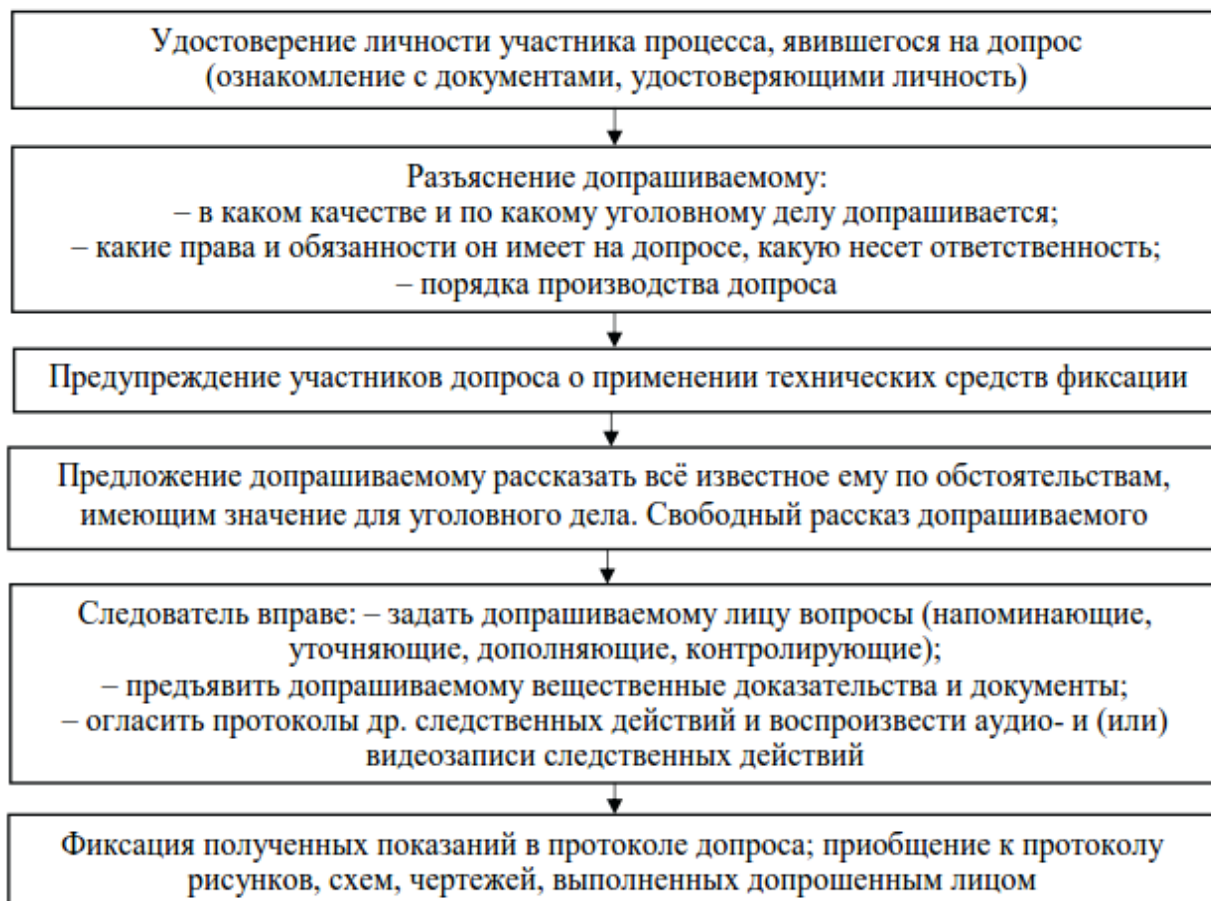 Удостоверение личности участника процесса, явившегося на допрос
(ознакомление с документами, удостоверяющими личность)
Разъяснение допрашиваемому:
– в каком качестве и по какому уголовному делу допрашивается;
– какие права и обязанности он имеет на допросе, какую несет ответственность;
– порядка производства допроса
Предупреждение участников допроса о применении технических средств фиксации
Предложение допрашиваемому рассказать всё известное ему по обстоятельствам,
имеющим значение для уголовного дела. Свободный рассказ допрашиваемого
Следователь вправе: – задать допрашиваемому лицу вопросы (напоминающие,
уточняющие, дополняющие, контролирующие);
– предъявить допрашиваемому вещественные доказательства и документы;
– огласить протоколы др. следственных действий и воспроизвести аудио- и (или)
видеозаписи следственных действий
Фиксация полученных показаний в протоколе допроса; приобщение к протоколу
рисунков, схем, чертежей, выполненных допрошенным лицом